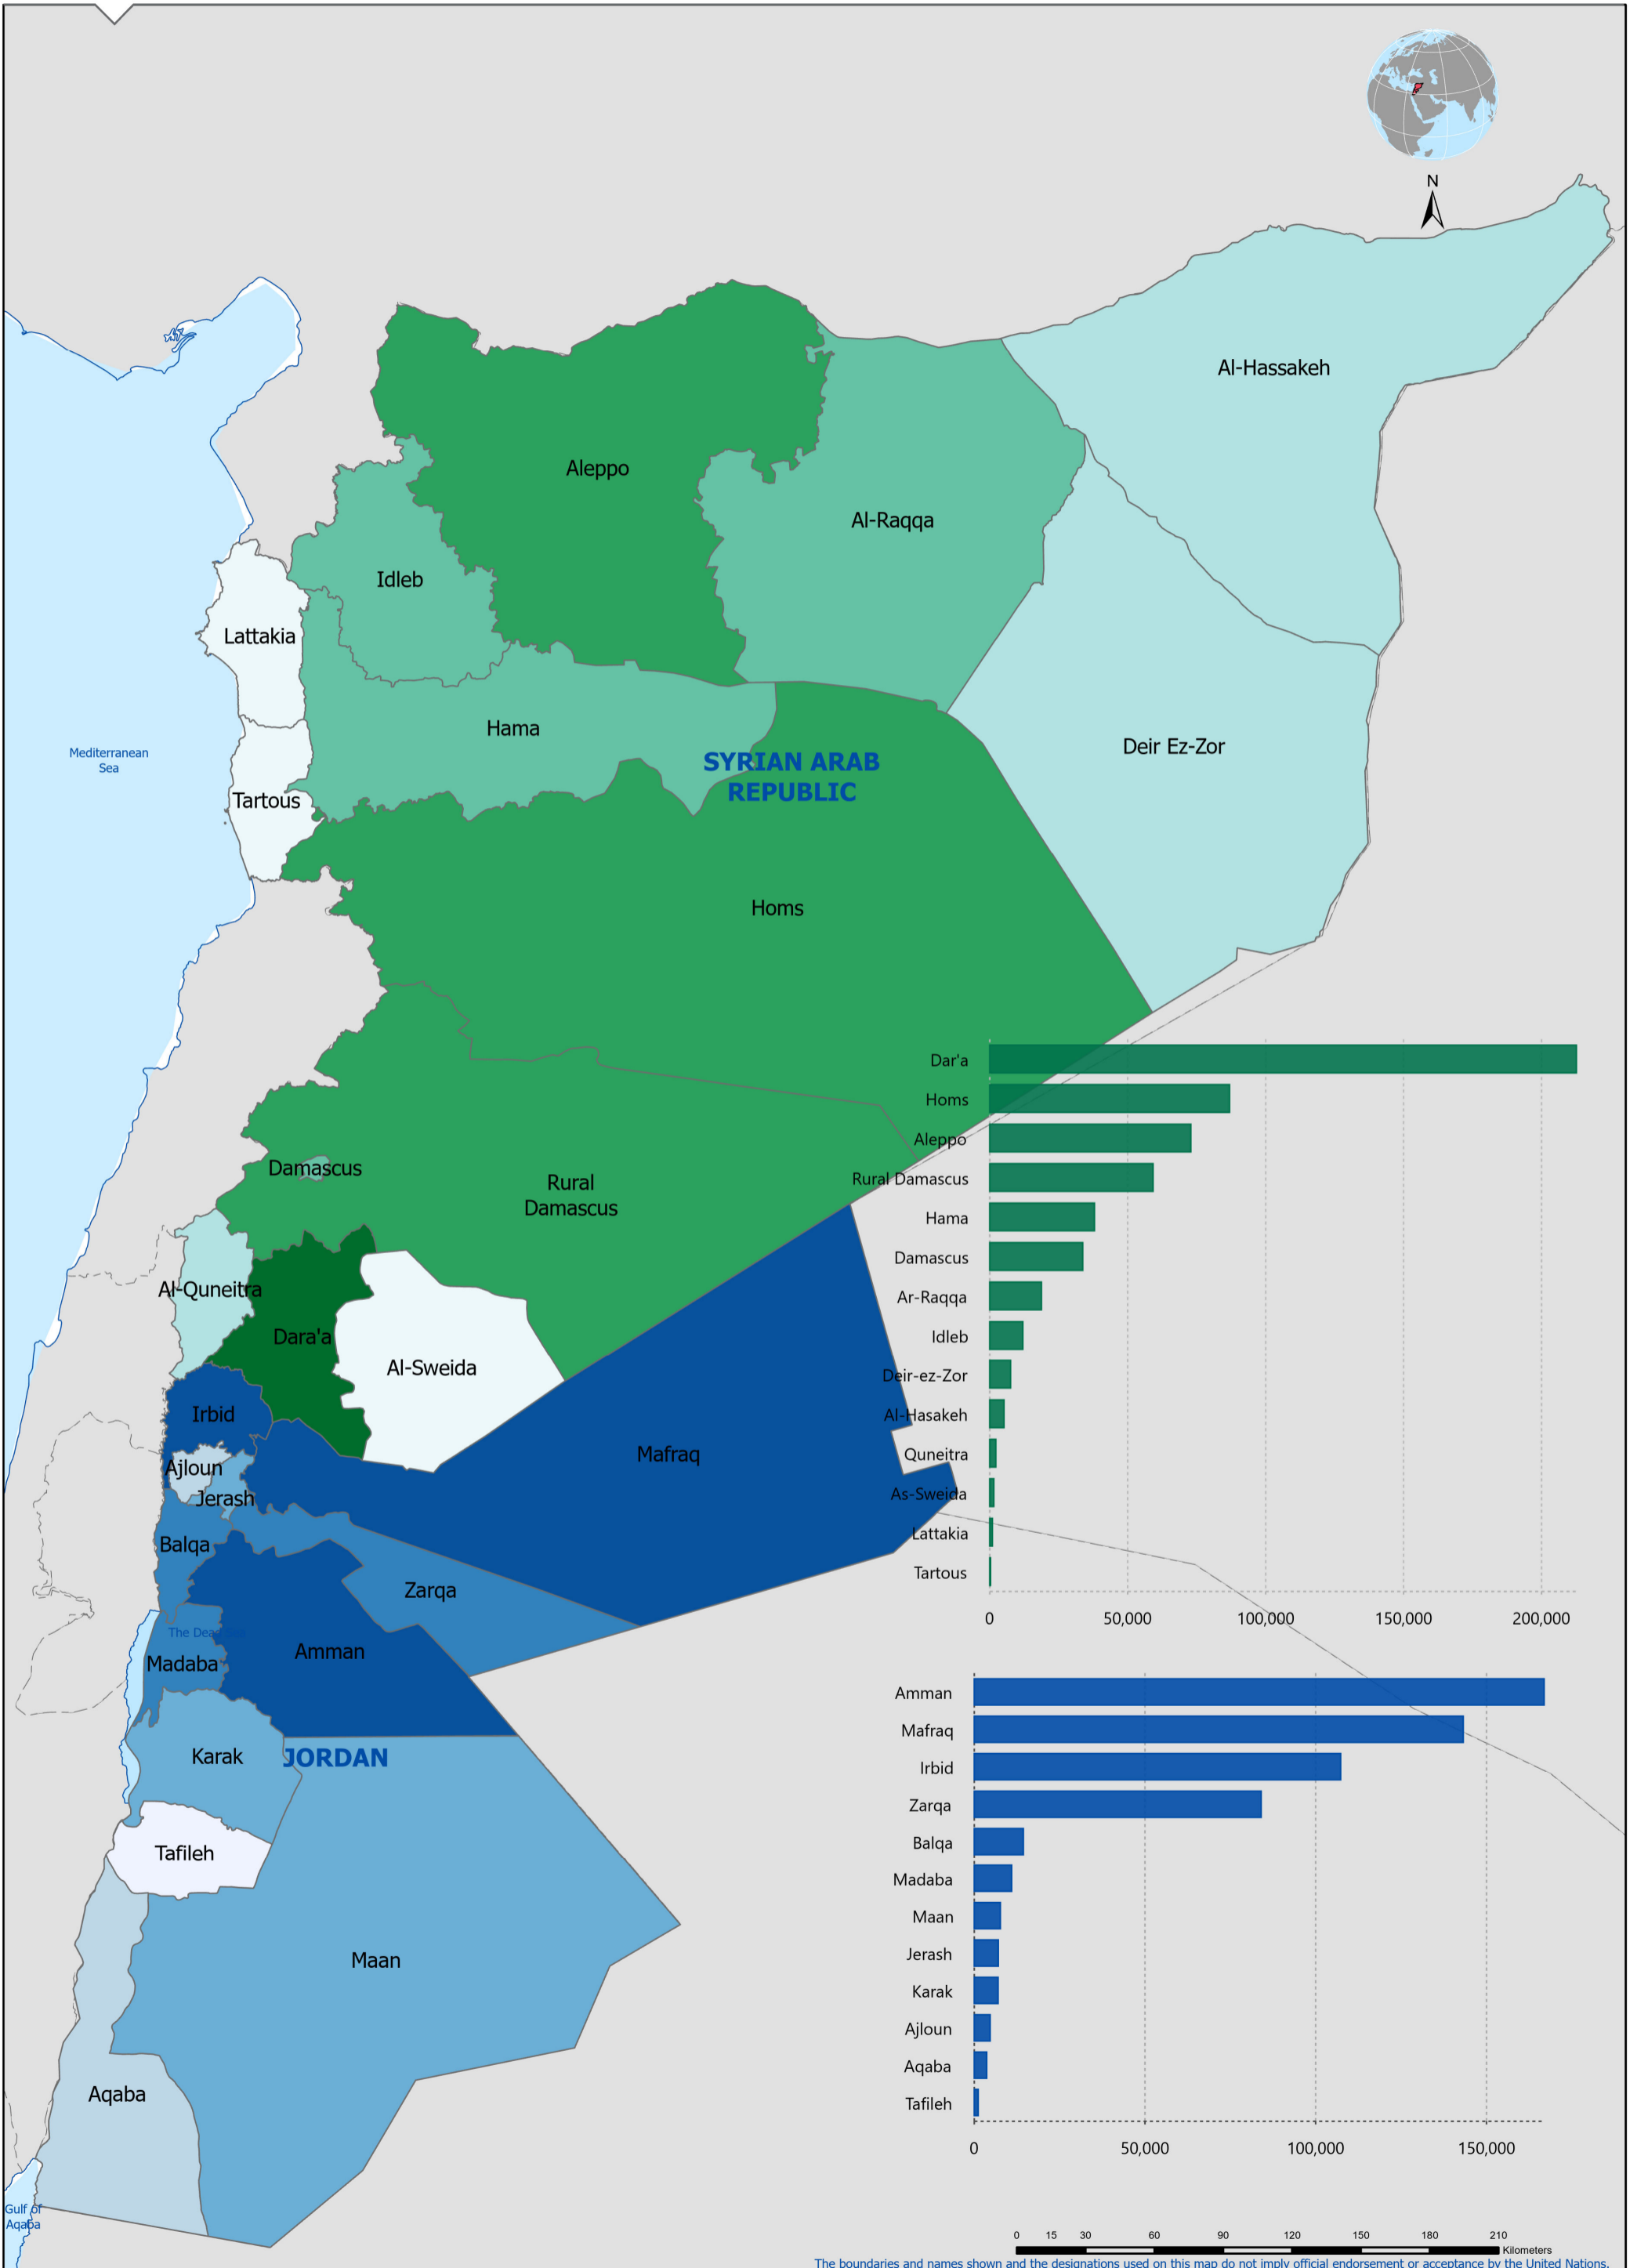 N
Al-Hassakeh
Aleppo
Al-Raqqa
Idleb
Lattakia
Hama
Deir Ez-Zor
Mediterranean
Sea
SYRIAN ARAB
REPUBLIC
Tartous
Homs
Damascus
Rural
Damascus
Al-Quneitra
Dara'a
Al-Sweida
Irbid
Mafraq
Ajloun
Jerash
Balqa
Zarqa
The Dead Sea
Amman
Madaba
Karak
JORDAN
Tafileh
Maan
Aqaba
Gulf of
Aqaba
Dar'a
Homs
Aleppo
Rural Damascus
Hama
Damascus
Ar-Raqqa
Idleb
Deir-ez-Zor
Al-Hasakeh
Quneitra
As-Sweida
Lattakia
Tartous
0 50,000 100,000 150,000 200,000
Amman
Mafraq
Irbid
Zarqa
Balqa
Madaba
Maan
Jerash
Karak
Ajloun
Aqaba
Tafileh
0 50,000 100,000 150,000
0 15 30 60 90 120 150 180 210
Kilometers
The boundaries and names shown and the designations used on this map do not imply official endorsement or acceptance by the United Nations.